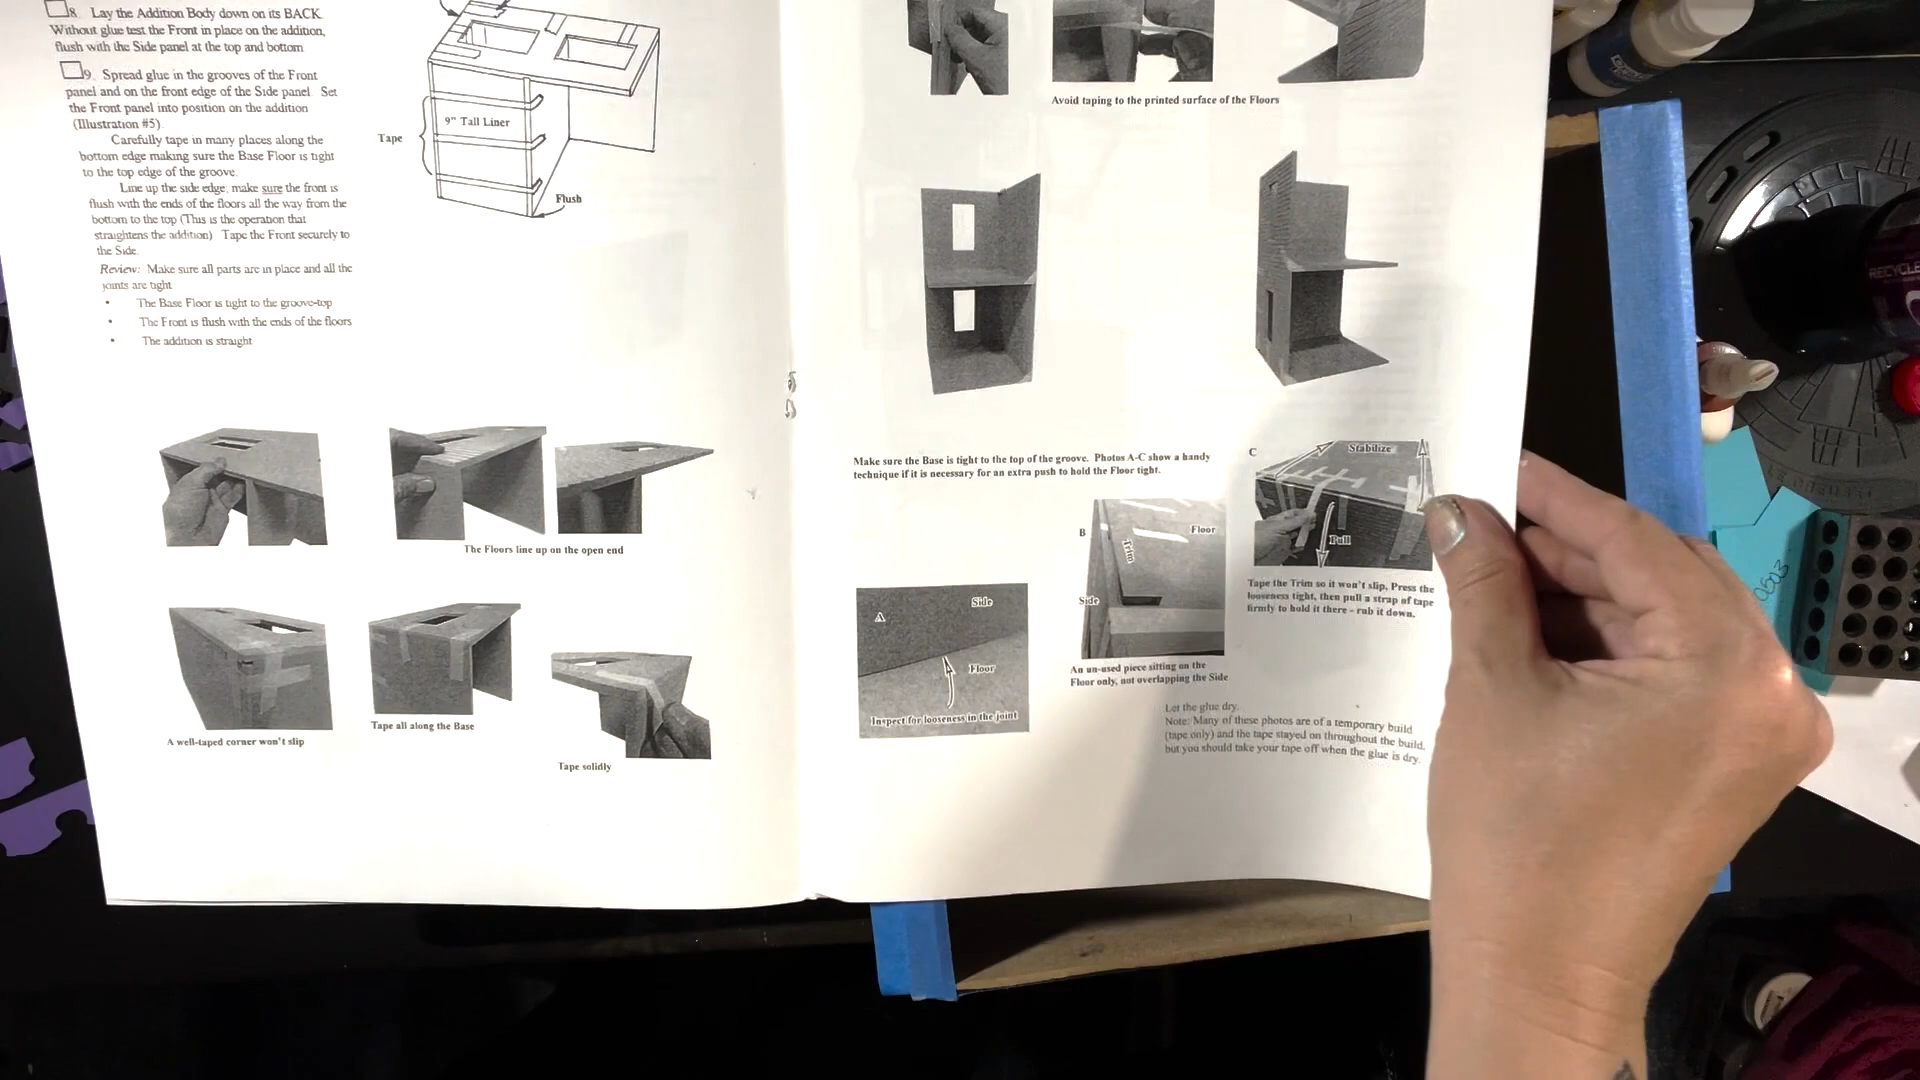 8. Lay the Addition Body down on its BACK.
Without glue test the Front in place on the addition,
flush with the Side panel at the top and bottom
9. Spread glue in the grooves of the Front
panel and on the front edge of the Side panel. Set
the Front panel into position on the addition
(Illustration #5).
Carefully tape in many places along the
bottom edge making sure the Base Floor is tight
to the top edge of the groove.
Line up the side edge; make sure the front is
flush with the ends of the floors all the way from the
bottom to the top (This is the operation that
straightens the addition) Tape the Front securely to
the Side.
Review: Make sure all parts are in place and all the
joints are tight
• The Base Floor is tight to the groove-top
• The Front is flush with the ends of the floors
• The addition is straight
Tape
9" Tall Liner
Flush
The Floors line up on the open end
A well-taped corner won't slip
Tape all along the Base
Tape solidly
Avoid taping to the printed surface of the Floors
Make sure the Base is tight to the top of the groove. Photos A-C show a handy
technique if it is necessary for an extra push to hold the Floor tight.
A
Side
Floor
Inspect for looseness in the joint
B
Floor
Trim
Side
An un-used piece sitting on the
Floor only, not overlapping the Side
C
Stabilize
Pull
Tape the Trim so it won't slip, Press the
looseness tight, then pull a strap of tape
firmly to hold it there - rub it down.
Let the glue dry.
Note: Many of these photos are of a temporary build
(tape only) and the tape stayed on throughout the build,
but you should take your tape off when the glue is dry.
RECYCLE